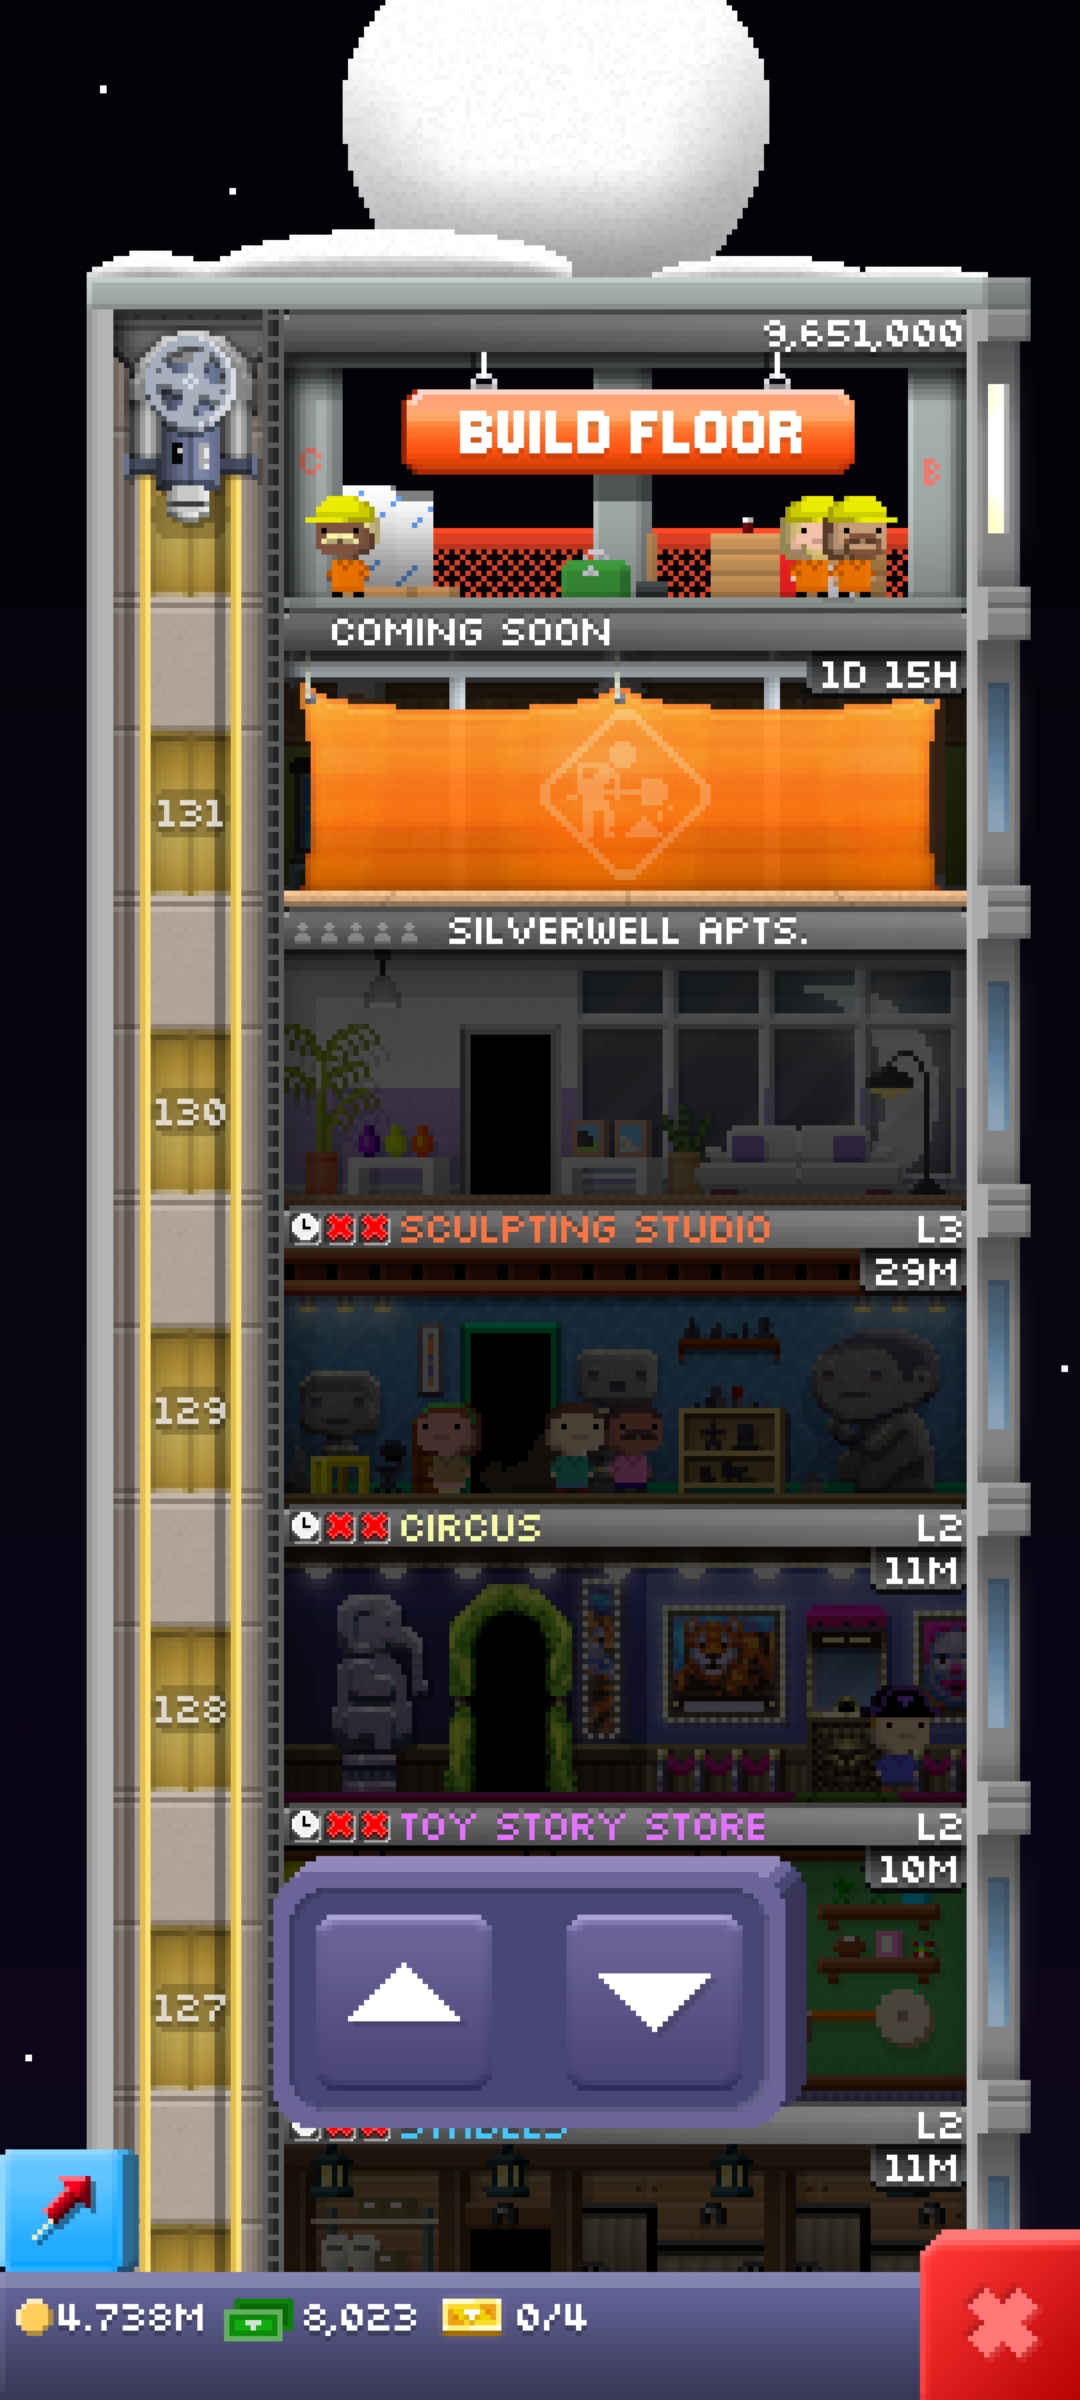 9,651,000
BUILD FLOOR
C
B
COMING SOON
1D 15H
131
SILVERWELL APTS.
130
SCULPTING STUDIO L3
29M
129
CIRCUS L2
11M
128
TOY STORY STORE L2
10M
127
STABLES L2
11M
4.738M 8,023 0/4